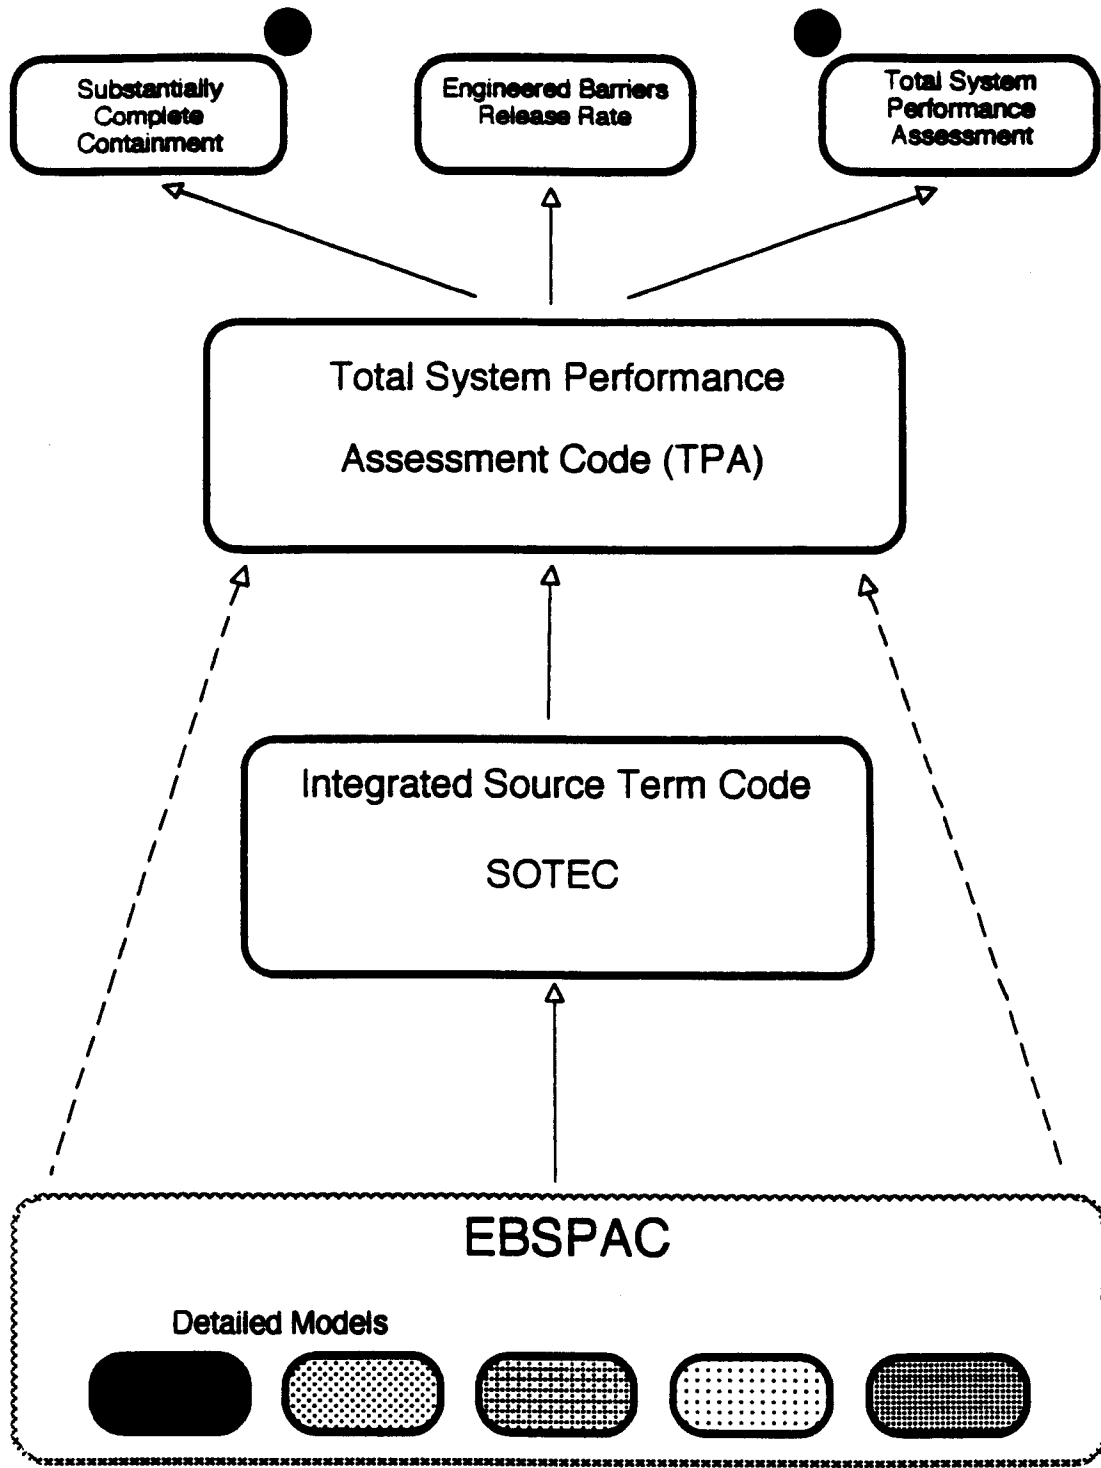 Substantially
Complete
Containment
Engineered Barriers
Release Rate
Total System
Performance
Assessment
Total System Performance
Assessment Code (TPA)
Integrated Source Term Code
SOTEC
EBSPAC
Detailed Models